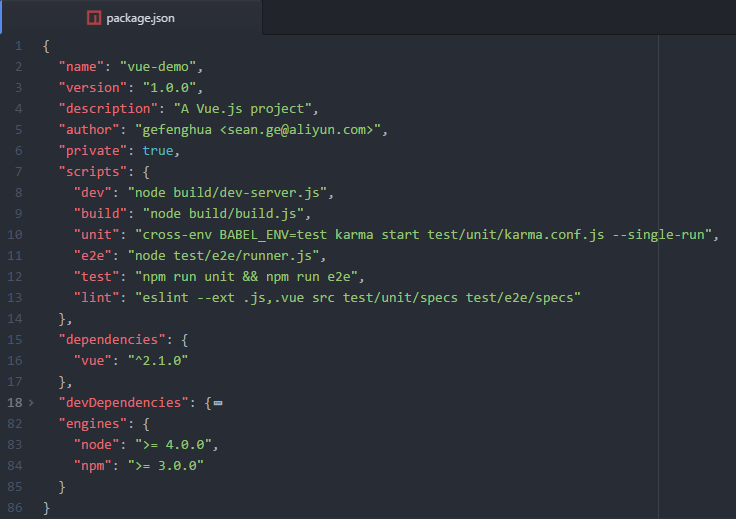 package.json
1 {
2 "name": "vue-demo",
3 "version": "1.0.0",
4 "description": "A Vue.js project",
5 "author": "gefenghua <sean.ge@aliyun.com>",
6 "private": true,
7 "scripts": {
8 "dev": "node build/dev-server.js",
9 "build": "node build/build.js",
10 "unit": "cross-env BABEL_ENV=test karma start test/unit/karma.conf.js --single-run",
11 "e2e": "node test/e2e/runner.js",
12 "test": "npm run unit && npm run e2e",
13 "lint": "eslint --ext .js,.vue src test/unit/specs test/e2e/specs"
14 },
15 "dependencies": {
16 "vue": "^2.1.0"
17 },
18 "devDependencies": {
82 "engines": {
83 "node": ">= 4.0.0",
84 "npm": ">= 3.0.0"
85 }
86 }